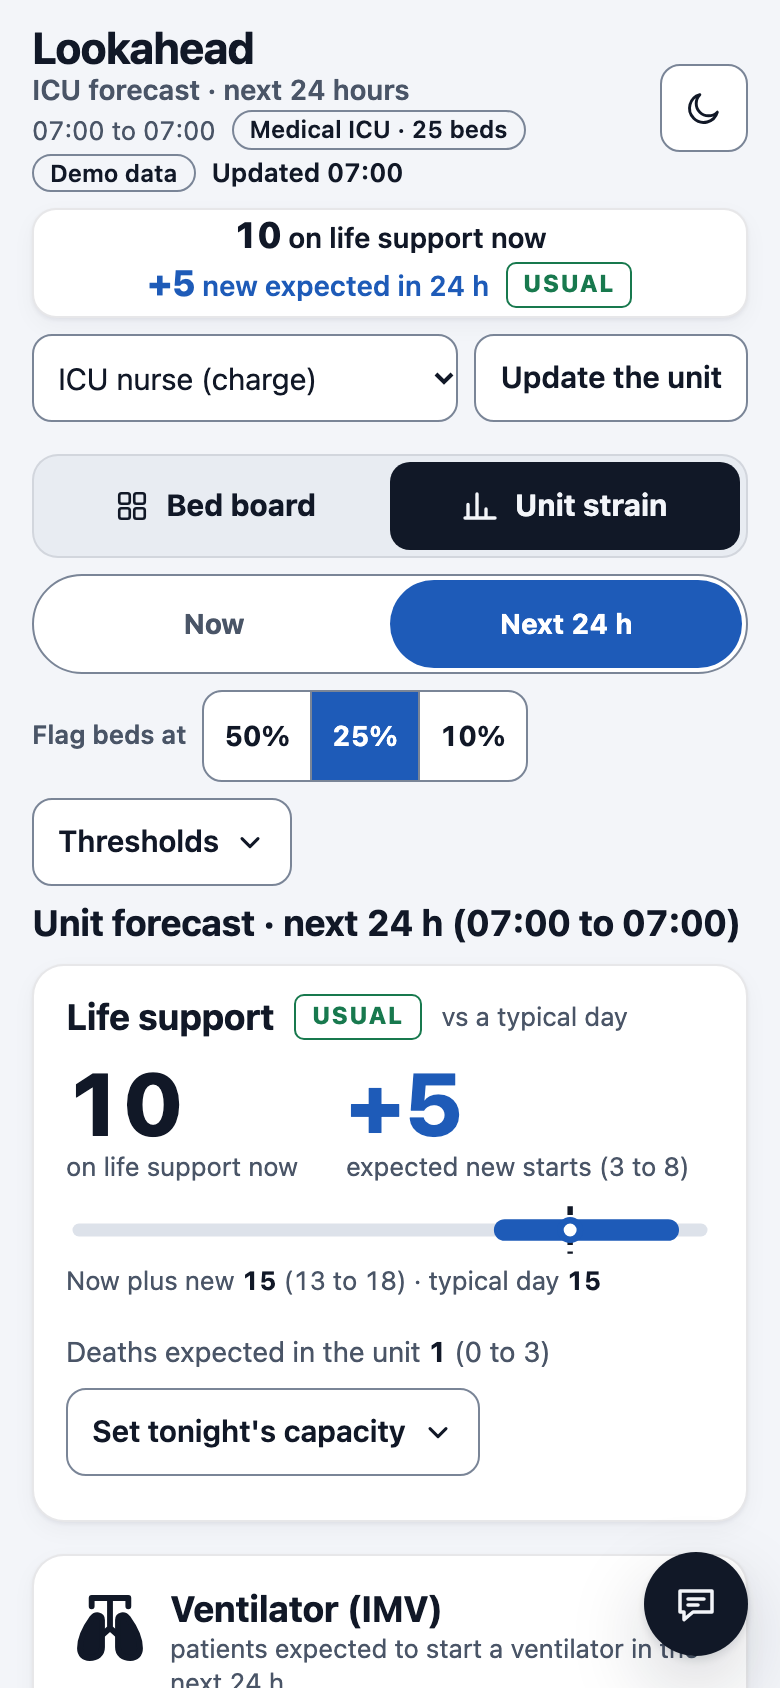 Lookahead
ICU forecast · next 24 hours
07:00 to 07:00 Medical ICU · 25 beds
Demo data Updated 07:00
10 on life support now
+5 new expected in 24 h USUAL
ICU nurse (charge) Update the unit
Bed board Unit strain
Now Next 24 h
Flag beds at 50% 25% 10%
Thresholds
Unit forecast · next 24 h (07:00 to 07:00)
Life support USUAL vs a typical day
10 +5
on life support now expected new starts (3 to 8)
Now plus new 15 (13 to 18) · typical day 15
Deaths expected in the unit 1 (0 to 3)
Set tonight's capacity
Ventilator (IMV)
patients expected to start a ventilator in the
next 24 h